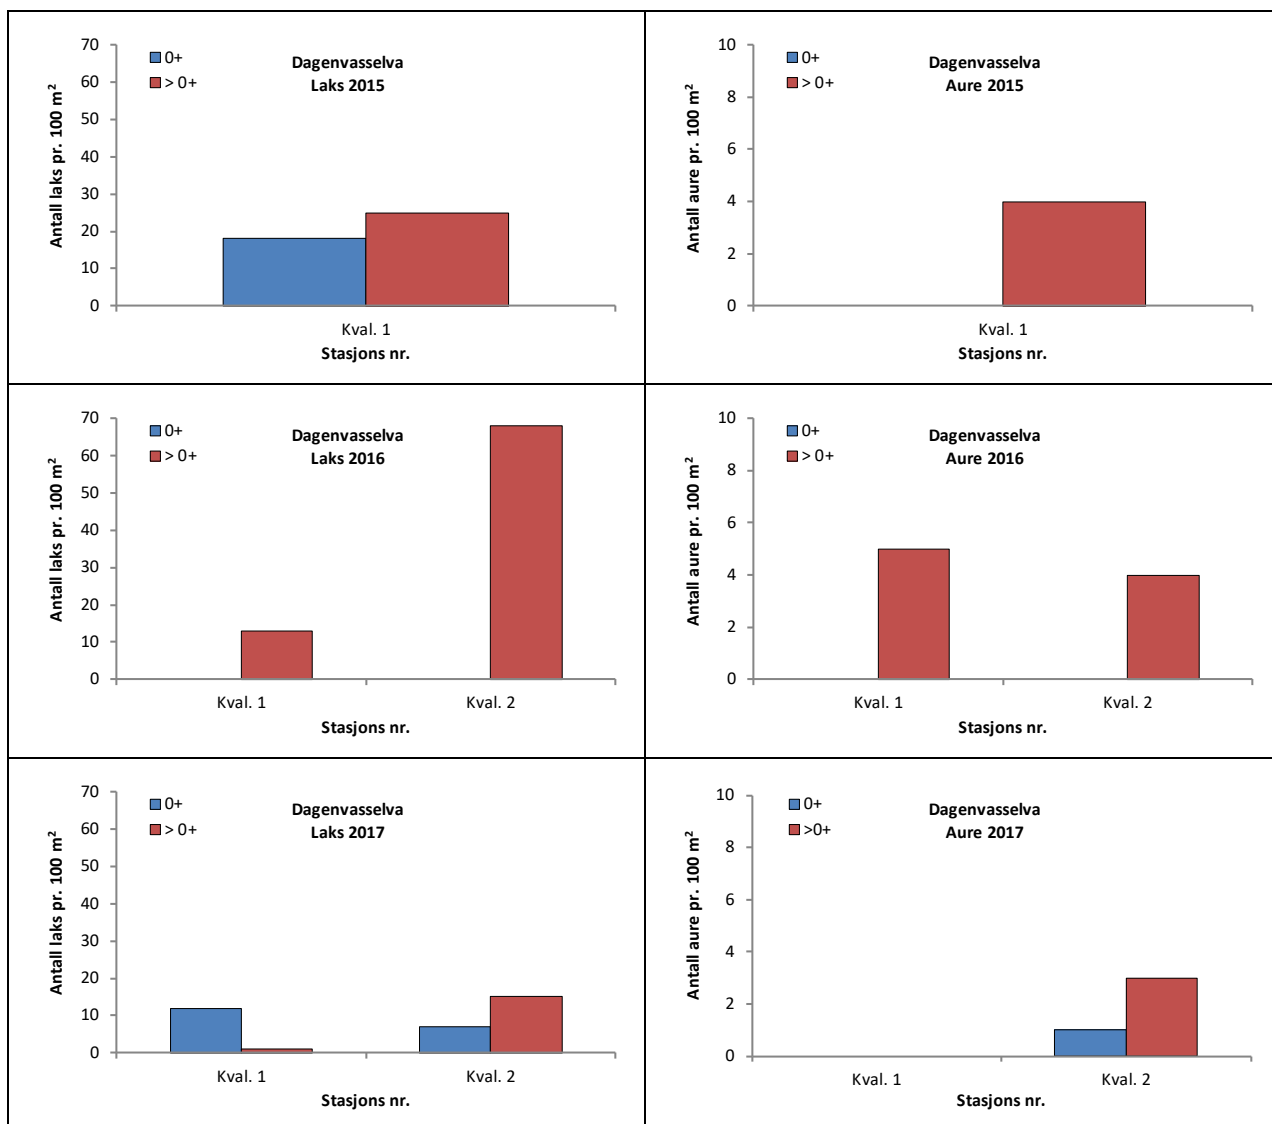 0+
> 0+
Dagenvasselva
Laks 2015
Antall laks pr. 100 m²
70
60
50
40
30
20
10
0
Kval. 1
Stasjons nr.
0+
> 0+
Dagenvasselva
Aure 2015
Antall aure pr. 100 m²
10
8
6
4
2
0
Kval. 1
Stasjons nr.
0+
> 0+
Dagenvasselva
Laks 2016
Antall laks pr. 100 m²
70
60
50
40
30
20
10
0
Kval. 1 Kval. 2
Stasjons nr.
0+
> 0+
Dagenvasselva
Aure 2016
Antall aure pr. 100 m²
10
8
6
4
2
0
Kval. 1 Kval. 2
Stasjons nr.
0+
> 0+
Dagenvasselva
Laks 2017
Antall laks pr. 100 m²
70
60
50
40
30
20
10
0
Kval. 1 Kval. 2
Stasjons nr.
0+
>0+
Dagenvasselva
Aure 2017
Antall aure pr. 100 m²
10
8
6
4
2
0
Kval. 1 Kval. 2
Stasjons nr.